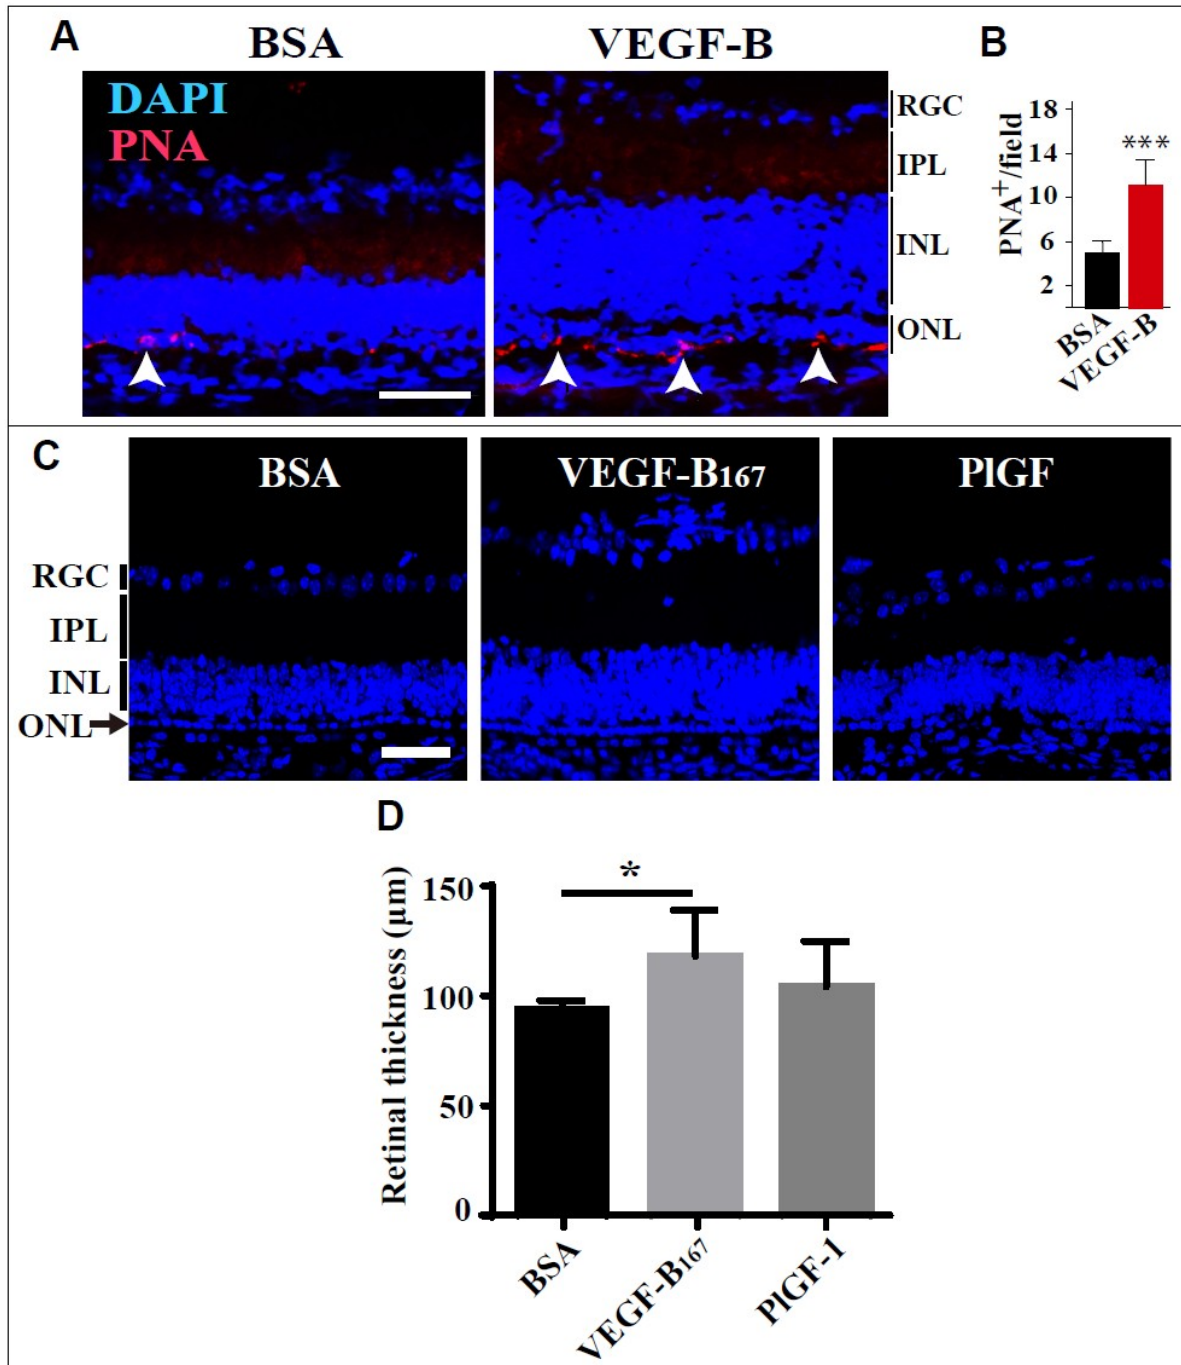 A
BSA
VEGF-B
DAPI
PNA
RGC
IPL
INL
ONL
B
PNA+/field
18
14
10
6
2
***
BSA
VEGF-B
C
BSA
VEGF-B167
PlGF
RGC
IPL
INL
ONL
D
Retinal thickness (µm)
150
100
50
0
*
BSA
VEGF-B167
PlGF-1